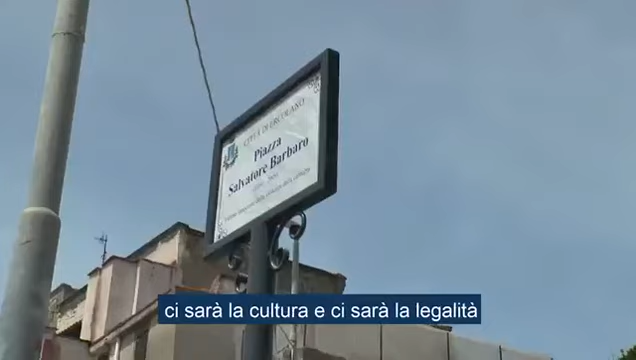 CITTÀ DI ERCOLANO
Piazza
Salvatore Barbaro
ci sarà la cultura e ci sarà la legalità